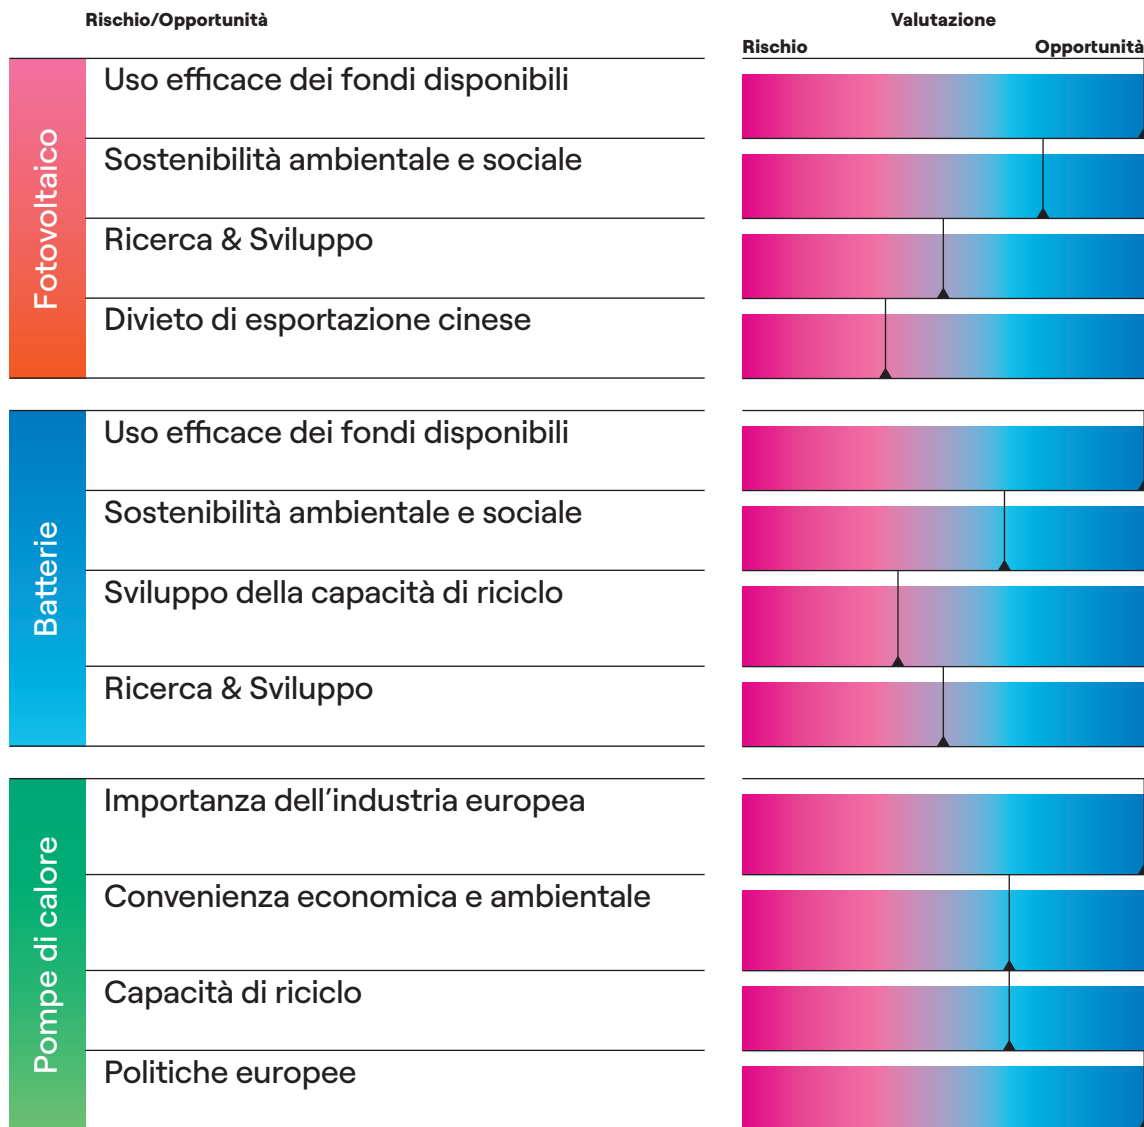 Rischio/Opportunità
Valutazione
Rischio
Opportunità
Fotovoltaico
Uso efficace dei fondi disponibili
Sostenibilità ambientale e sociale
Ricerca & Sviluppo
Divieto di esportazione cinese
Batterie
Uso efficace dei fondi disponibili
Sostenibilità ambientale e sociale
Sviluppo della capacità di riciclo
Ricerca & Sviluppo
Pompe di calore
Importanza dell’industria europea
Convenienza economica e ambientale
Capacità di riciclo
Politiche europee